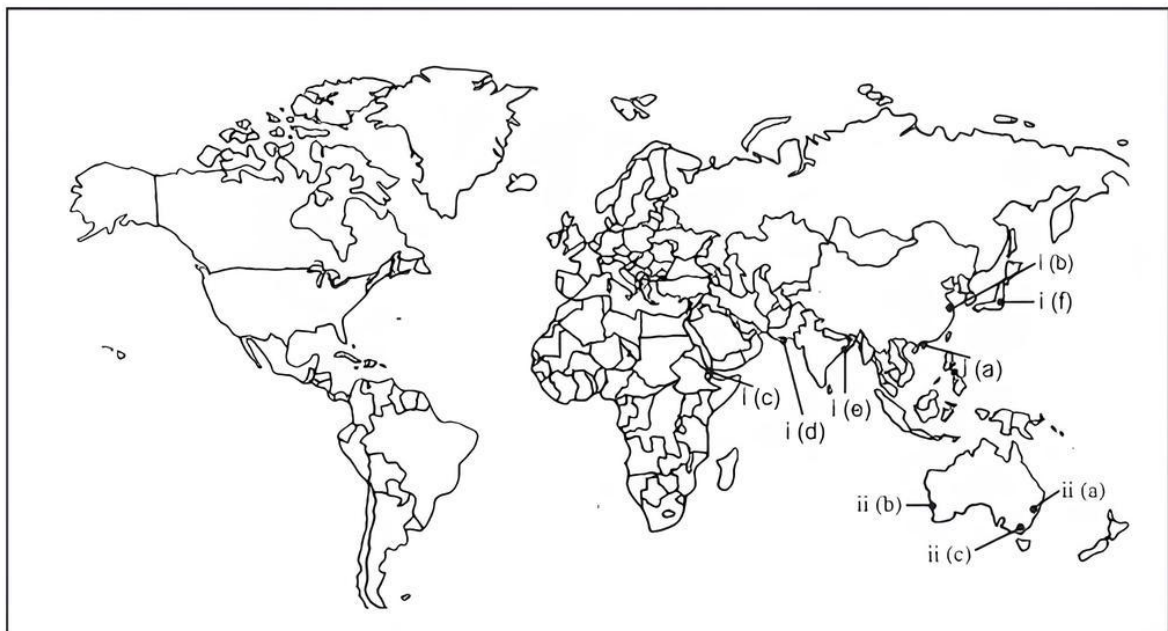 i (b)
i (f)
i (a)
i (c)
i (e)
i (d)
ii (b)
ii (a)
ii (c)